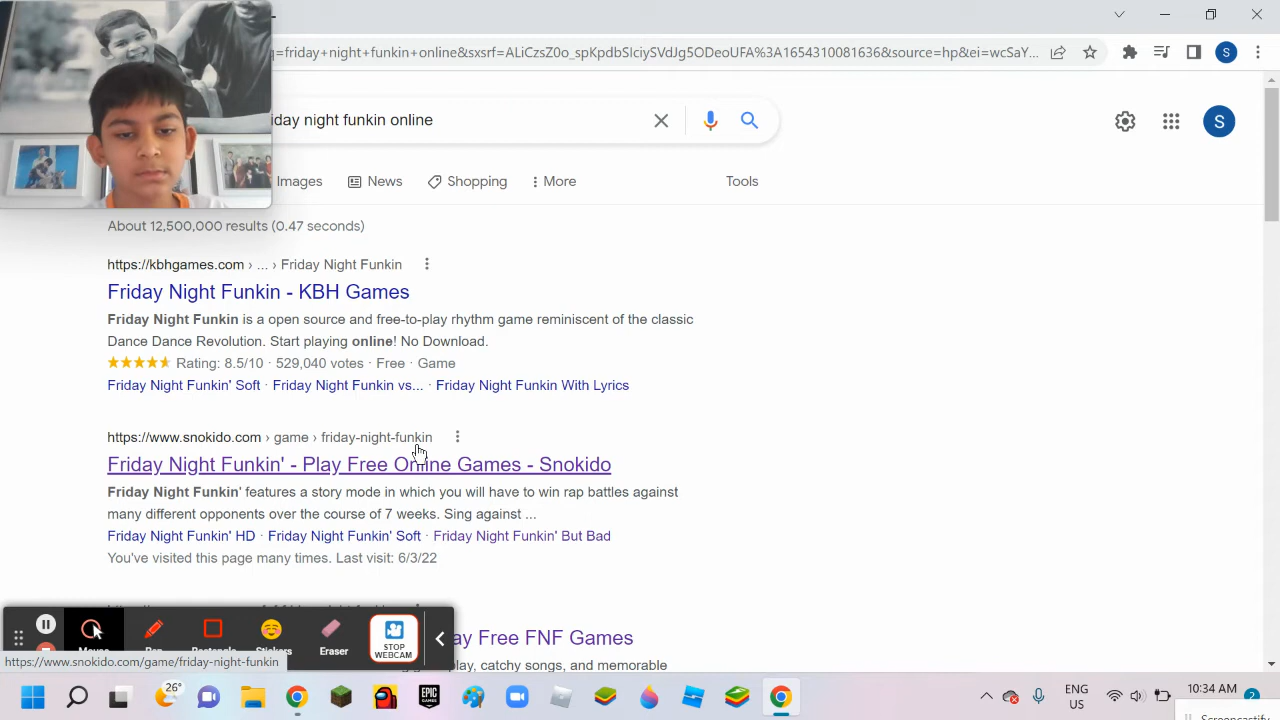 q=friday+night+funkin+online&sxsrf=ALiCzsZ0o_spKpdbSIciySVdJg5ODeoUFA%3A1654310081636&source=hp&ei=wcSaY...
S
iday night funkin online
S
Images
News
Shopping
More
Tools
About 12,500,000 results (0.47 seconds)
https://kbhgames.com › ... › Friday Night Funkin
Friday Night Funkin - KBH Games
Friday Night Funkin is a open source and free-to-play rhythm game reminiscent of the classic
Dance Dance Revolution. Start playing online! No Download.
Rating: 8.5/10 · 529,040 votes · Free · Game
Friday Night Funkin' Soft · Friday Night Funkin vs... · Friday Night Funkin With Lyrics
https://www.snokido.com › game › friday-night-funkin
Friday Night Funkin' - Play Free Online Games - Snokido
Friday Night Funkin' features a story mode in which you will have to win rap battles against
many different opponents over the course of 7 weeks. Sing against ...
Friday Night Funkin' HD · Friday Night Funkin' Soft · Friday Night Funkin' But Bad
You've visited this page many times. Last visit: 6/3/22
ay Free FNF Games
play, catchy songs, and memorable
Eraser
STOP
WEBCAM
https://www.snokido.com/game/friday-night-funkin
26°
EPIC
GAMES
ENG
US
10:34 AM
2
Screencastify